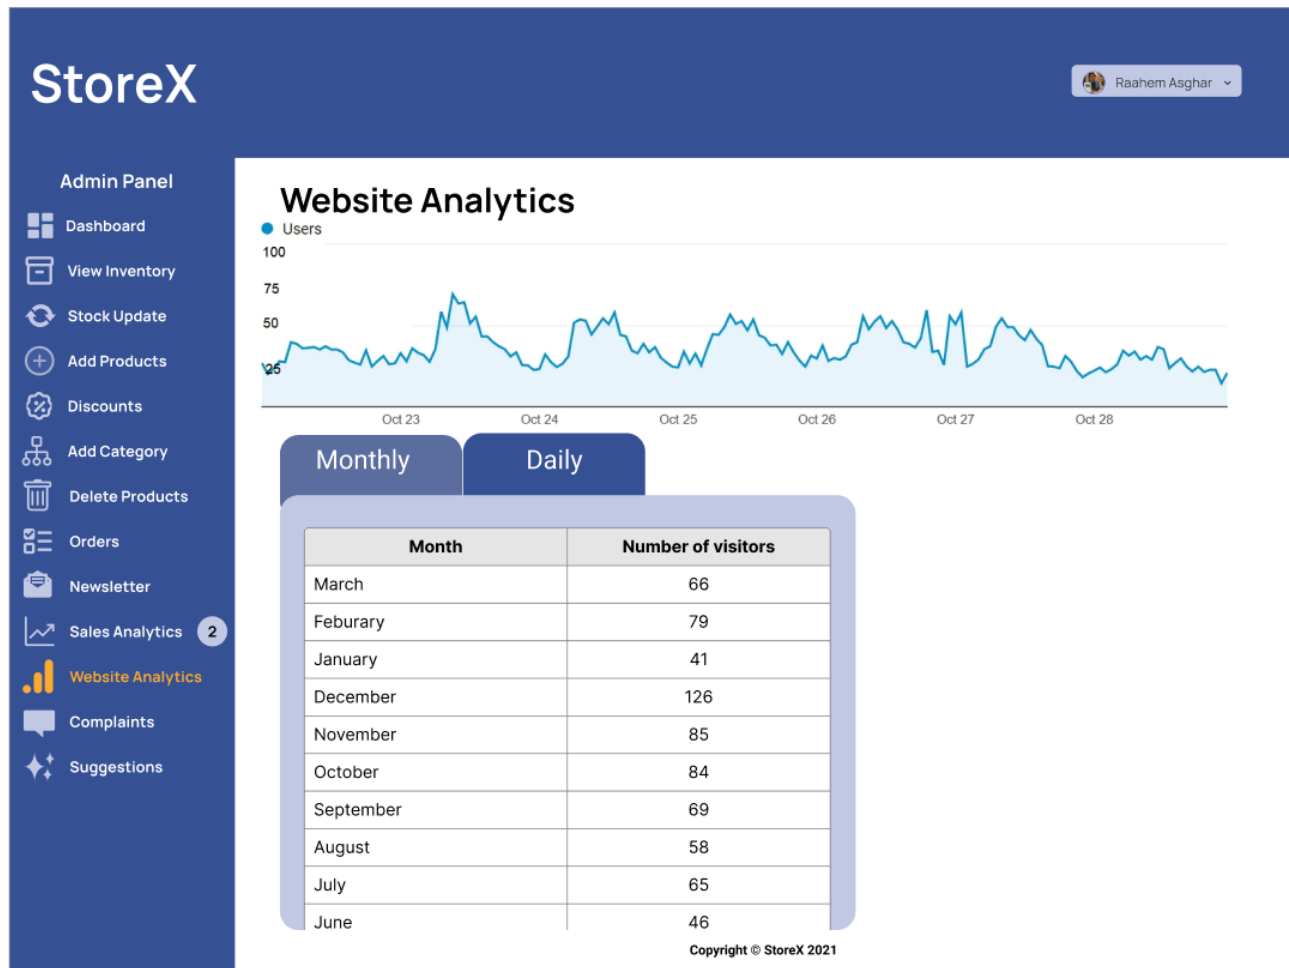 StoreX
Raahem Asghar
Admin Panel
Dashboard
View Inventory
Stock Update
Add Products
Discounts
Add Category
Delete Products
Orders
Newsletter
Sales Analytics 2
Website Analytics
Complaints
Suggestions
Website Analytics
Users
100
75
50
25
Oct 23 Oct 24 Oct 25 Oct 26 Oct 27 Oct 28
Monthly Daily
Month Number of visitors
March 66
Feburary 79
January 41
December 126
November 85
October 84
September 69
August 58
July 65
June 46
Copyright © StoreX 2021